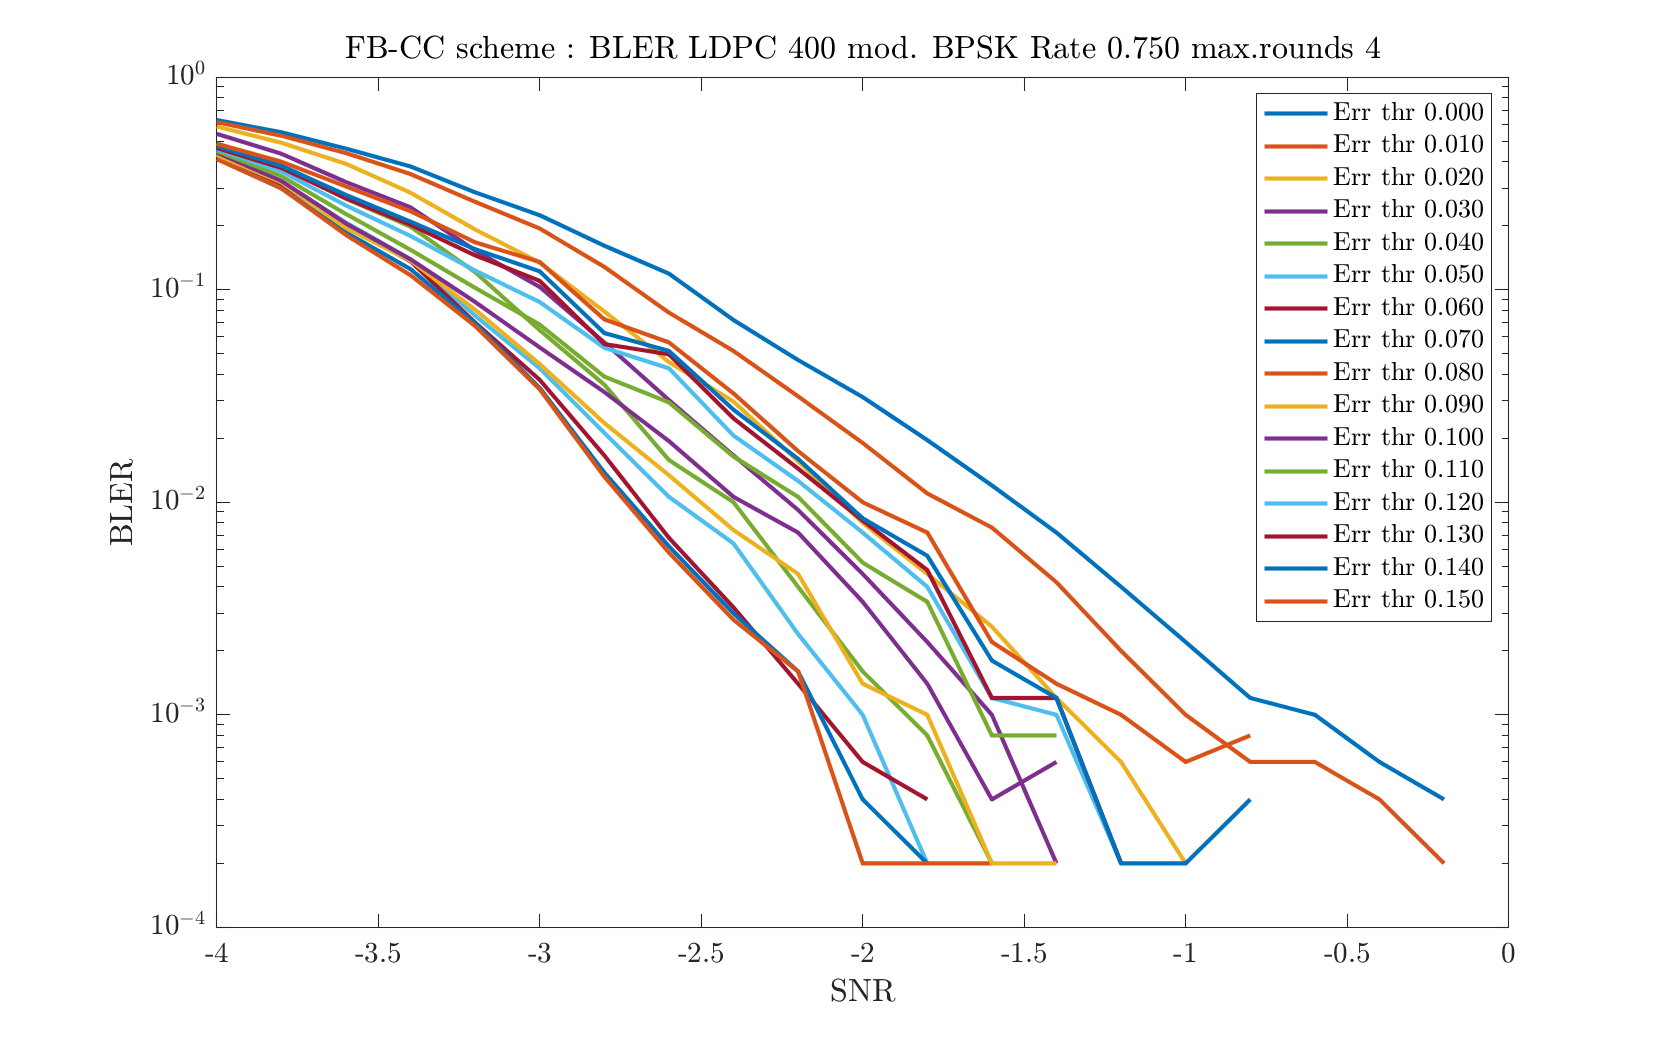 FB-CC scheme : BLER LDPC 400 mod. BPSK Rate 0.750 max.rounds 4
10^0
10^-1
10^-2
10^-3
10^-4
BLER
-4 -3.5 -3 -2.5 -2 -1.5 -1 -0.5 0
SNR
Err thr 0.000
Err thr 0.010
Err thr 0.020
Err thr 0.030
Err thr 0.040
Err thr 0.050
Err thr 0.060
Err thr 0.070
Err thr 0.080
Err thr 0.090
Err thr 0.100
Err thr 0.110
Err thr 0.120
Err thr 0.130
Err thr 0.140
Err thr 0.150